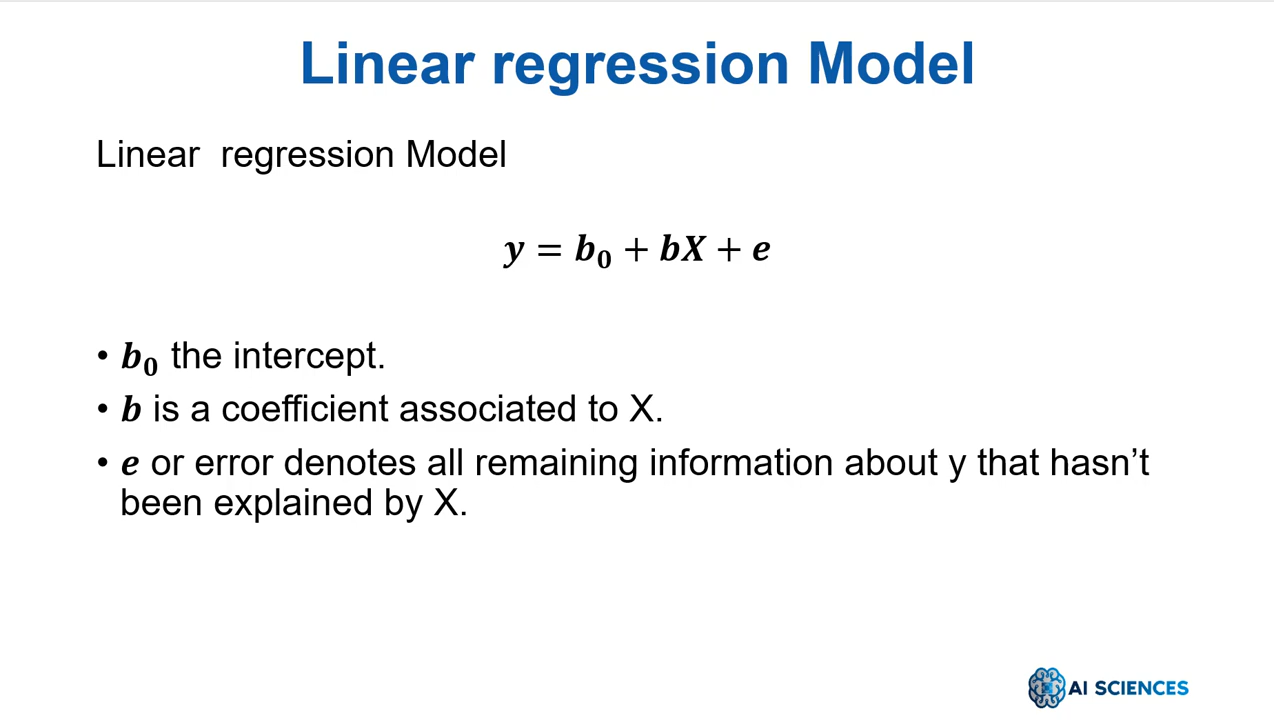 Linear regression Model
Linear  regression Model
y = b₀ + bX + e
• b₀ the intercept.
• b is a coefficient associated to X.
• e or error denotes all remaining information about y that hasn’t
been explained by X.
AI SCIENCES